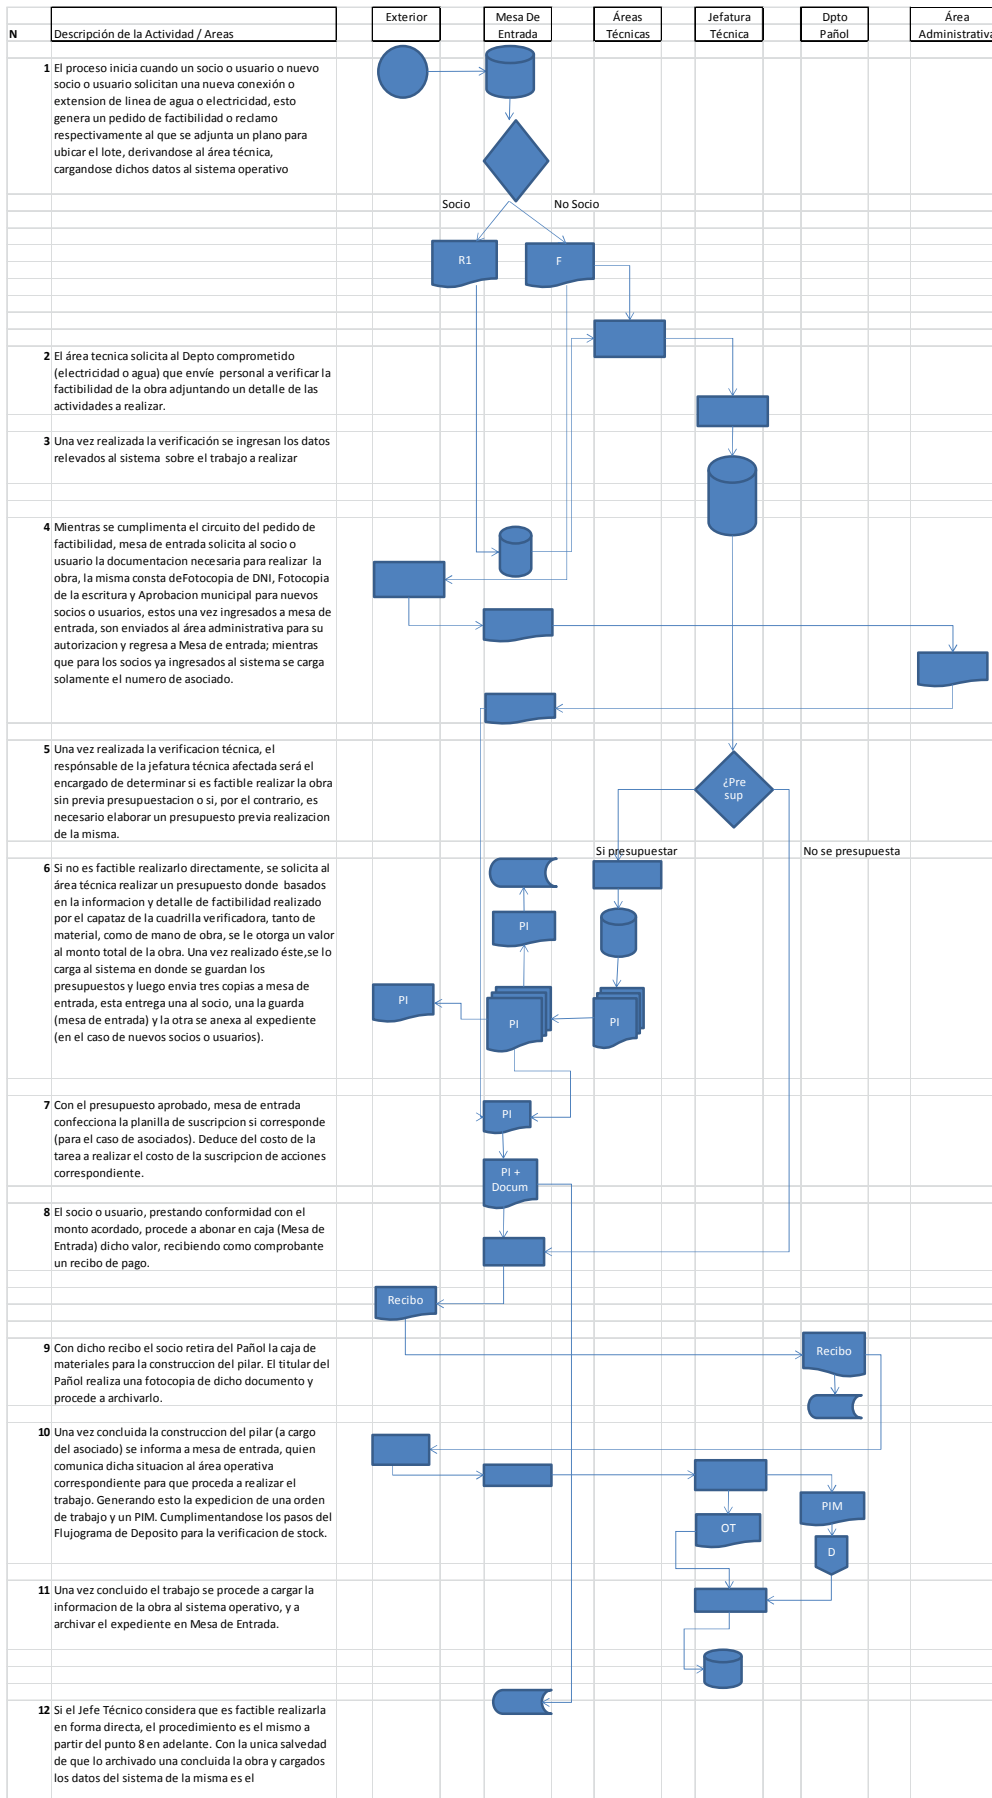 Exterior
Mesa De
Entrada
Áreas
Técnicas
Jefatura
Técnica
Dpto
Pañol
Área
Administrativa
N
Descripción de la Actividad / Areas
1 El proceso inicia cuando un socio o usuario o nuevo
socio o usuario solicitan una nueva conexión o
extension de linea de agua o electricidad, esto
genera un pedido de factibilidad o reclamo
respectivamente al que se adjunta un plano para
ubicar el lote, derivandose al área técnica,
cargandose dichos datos al sistema operativo
Socio
No Socio
R1
F
2 El área tecnica solicita al Depto comprometido
(electricidad o agua) que envíe personal a verificar la
factibilidad de la obra adjuntando un detalle de las
actividades a realizar.
3 Una vez realizada la verificación se ingresan los datos
relevados al sistema sobre el trabajo a realizar
4 Mientras se cumplimenta el circuito del pedido de
factibilidad, mesa de entrada solicita al socio o
usuario la documentacion necesaria para realizar la
obra, la misma consta deFotocopia de DNI, Fotocopia
de la escritura y Aprobacion municipal para nuevos
socios o usuarios, estos una vez ingresados a mesa de
entrada, son enviados al área administrativa para su
autorizacion y regresa a Mesa de entrada; mientras
que para los socios ya ingresados al sistema se carga
solamente el numero de asociado.
5 Una vez realizada la verificacion técnica, el
respónsable de la jefatura técnica afectada será el
encargado de determinar si es factible realizar la obra
sin previa presupuestacion o si, por el contrario, es
necesario elaborar un presupuesto previa realizacion
de la misma.
¿Pre
sup
Si presupuestar
No se presupuesta
6 Si no es factible realizarlo directamente, se solicita al
área técnica realizar un presupuesto donde basados
en la informacion y detalle de factibilidad realizado
por el capataz de la cuadrilla verificadora, tanto de
material, como de mano de obra, se le otorga un valor
al monto total de la obra. Una vez realizado éste,se lo
carga al sistema en donde se guardan los
presupuestos y luego envia tres copias a mesa de
entrada, esta entrega una al socio, una la guarda
(mesa de entrada) y la otra se anexa al expediente
(en el caso de nuevos socios o usuarios).
PI
PI
PI
PI
7 Con el presupuesto aprobado, mesa de entrada
confecciona la planilla de suscripcion si corresponde
(para el caso de asociados). Deduce del costo de la
tarea a realizar el costo de la suscripcion de acciones
correspondiente.
PI
PI +
Docum
8 El socio o usuario, prestando conformidad con el
monto acordado, procede a abonar en caja (Mesa de
Entrada) dicho valor, recibiendo como comprobante
un recibo de pago.
Recibo
9 Con dicho recibo el socio retira del Pañol la caja de
materiales para la construccion del pilar. El titular del
Pañol realiza una fotocopia de dicho documento y
procede a archivarlo.
Recibo
10 Una vez concluida la construccion del pilar (a cargo
del asociado) se informa a mesa de entrada, quien
comunica dicha situacion al área operativa
correspondiente para que proceda a realizar el
trabajo. Generando esto la expedicion de una orden
de trabajo y un PIM. Cumplimentandose los pasos del
Flujograma de Deposito para la verificacion de stock.
PIM
OT
D
11 Una vez concluido el trabajo se procede a cargar la
informacion de la obra al sistema operativo, y a
archivar el expediente en Mesa de Entrada.
12 Si el Jefe Técnico considera que es factible realizarla
en forma directa, el procedimiento es el mismo a
partir del punto 8 en adelante. Con la unica salvedad
de que lo archivado una concluida la obra y cargados
los datos del sistema de la misma es el